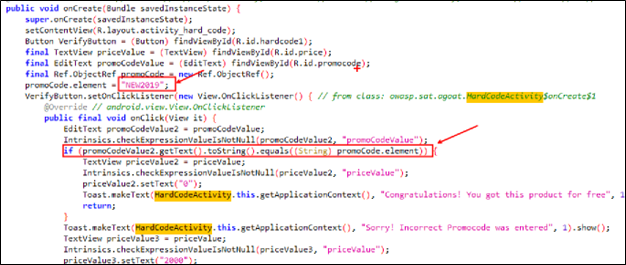 public void onCreate(Bundle savedInstanceState) {
super.onCreate(savedInstanceState);
setContentView(R.layout.activity_hard_code);
Button VerifyButton = (Button) findViewById(R.id.hardcode1);
final TextView priceValue = (TextView) findViewById(R.id.price);
final EditText promoCodeValue = (EditText) findViewById(R.id.promocode);
final Ref.ObjectRef promoCode = new Ref.ObjectRef();
promoCode.element = "NEW2019";
VerifyButton.setOnClickListener(new View.OnClickListener() { // from class: owasp.sat.agoat.HardCodeActivity$onCreate$1
@Override // android.view.View.OnClickListener
public final void onClick(View it) {
EditText promoCodeValue2 = promoCodeValue;
Intrinsics.checkExpressionValueIsNotNull(promoCodeValue2, "promoCodeValue");
if (promoCodeValue2.getText().toString().equals((String) promoCode.element)) {
TextView priceValue2 = priceValue;
Intrinsics.checkExpressionValueIsNotNull(priceValue2, "priceValue");
priceValue2.setText("0");
Toast.makeText(HardCodeActivity.this.getApplicationContext(), "Congratulations! You got this product for free", 1
return;
}
Toast.makeText(HardCodeActivity.this.getApplicationContext(), "Sorry! Incorrect Promocode was entered", 1).show();
TextView priceValue3 = priceValue;
Intrinsics.checkExpressionValueIsNotNull(priceValue3, "priceValue");
priceValue3.setText("2000");